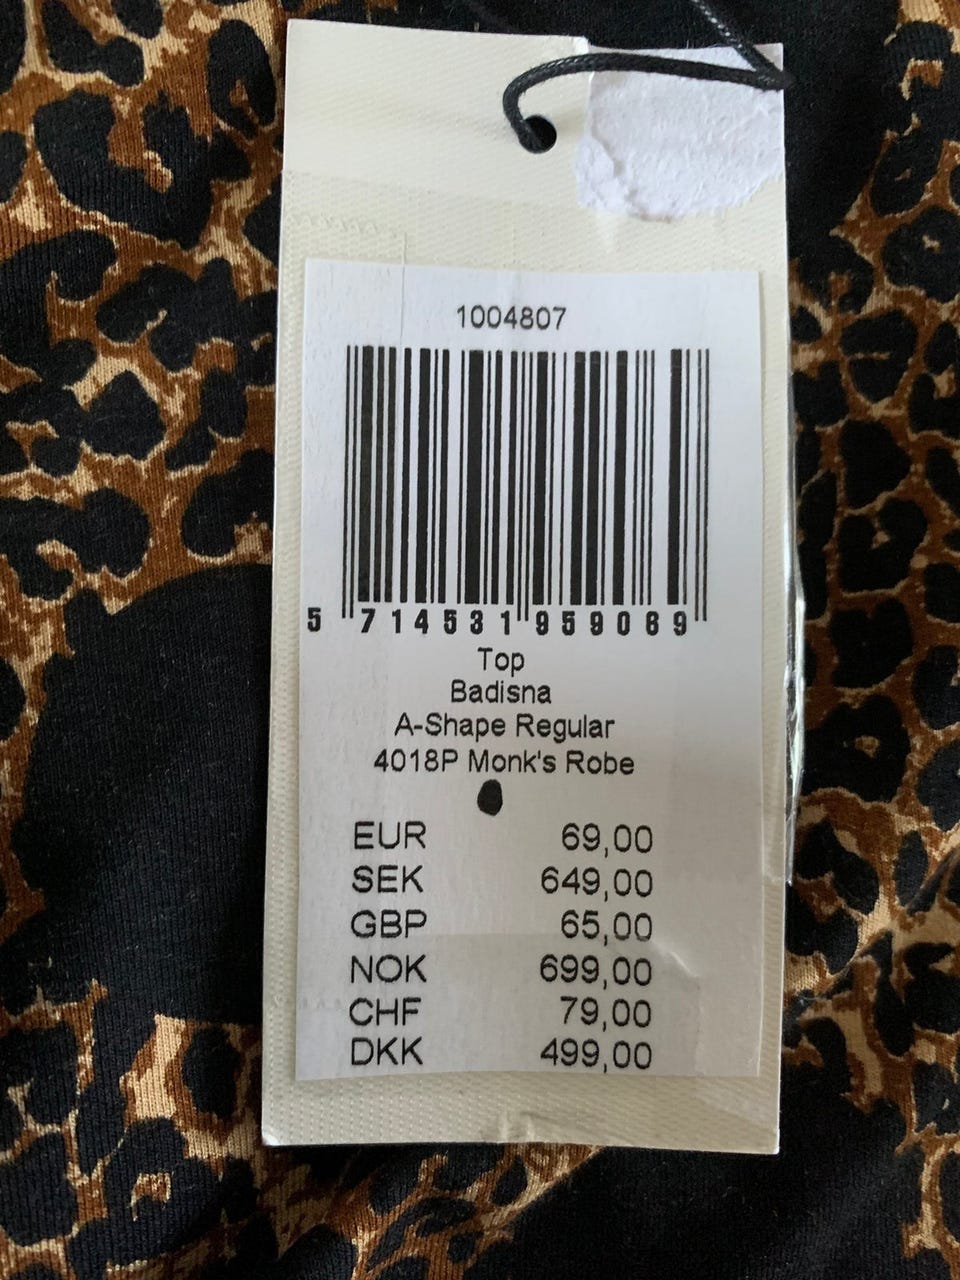 1004807
5 714531 959069
Top
Badisna
A-Shape Regular
4018P Monk's Robe
EUR 69,00
SEK 649,00
GBP 65,00
NOK 699,00
CHF 79,00
DKK 499,00